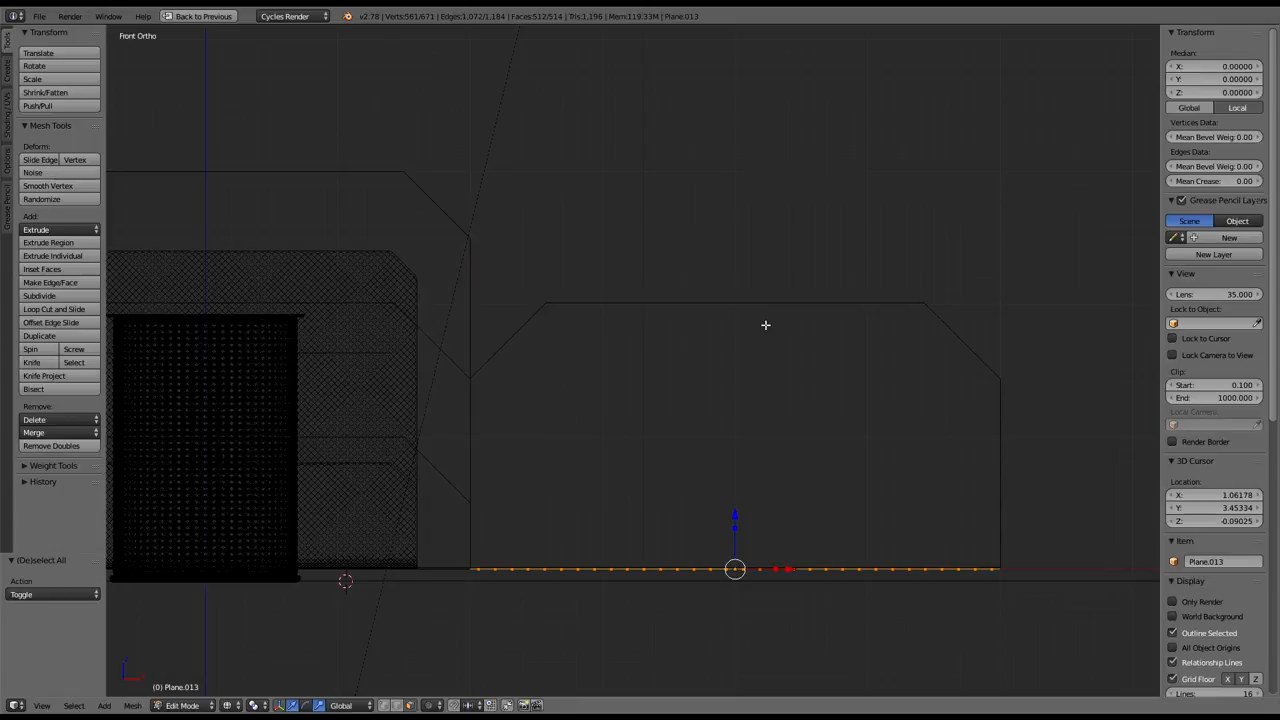 File Render Window Help Back to Previous Cycles Render v2.78 | Verts:561/671 | Edges:1,072/1,184 | Faces:512/514 | Tris:1,196 | Mem:119.33M | Plane.013
Tools
Create
Shading / UVs
Options
Grease Pencil
Transform
Translate
Rotate
Scale
Shrink/Fatten
Push/Pull
Mesh Tools
Deform:
Slide Edge Vertex
Noise
Smooth Vertex
Randomize
Add:
Extrude
Extrude Region
Extrude Individual
Inset Faces
Make Edge/Face
Subdivide
Loop Cut and Slide
Offset Edge Slide
Duplicate
Spin Screw
Knife Select
Knife Project
Bisect
Remove:
Delete
Merge
Remove Doubles
Weight Tools
History
(De)select All
Action
Toggle
Front Ortho
(0) Plane.013
Transform
Median:
X: 0.00000
Y: 0.00000
Z: 0.00000
Global Local
Vertices Data:
Mean Bevel Weig: 0.00
Edges Data:
Mean Bevel Weig: 0.00
Mean Crease: 0.00
Grease Pencil Layers
Scene Object
New
New Layer
View
Lens: 35.000
Lock to Object:
Lock to Cursor
Lock Camera to View
Clip:
Start: 0.100
End: 1000.000
Local Camera:
Render Border
3D Cursor
Location:
X: 1.06178
Y: 3.45334
Z: -0.09025
Item
Plane.013
Display
Only Render
World Background
Outline Selected
All Object Origins
Relationship Lines
Grid Floor X Y Z
Lines: 16
View Select Add Mesh Edit Mode Global